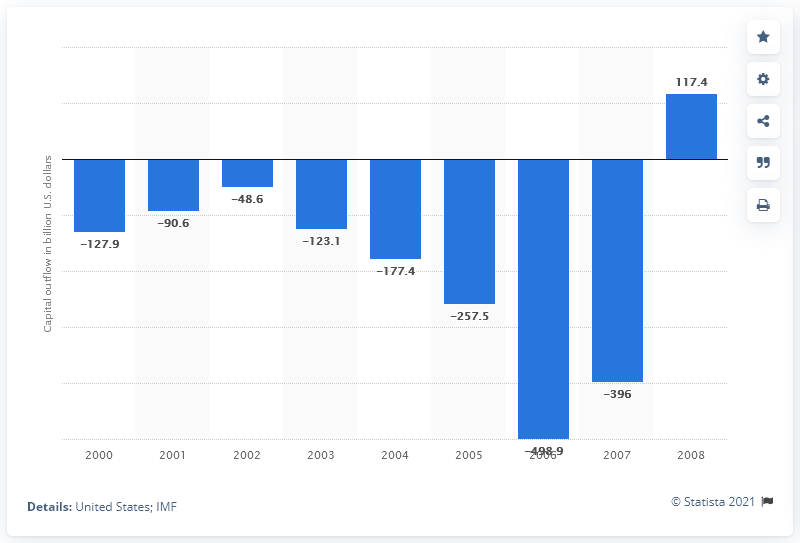 117.4
Capital outflow in billion U.S. dollars
–127.9
–90.6
–48.6
–123.1
–177.4
–257.5
–498.9
–396
2000 2001 2002 2003 2004 2005 2006 2007 2008
Details: United States; IMF
© Statista 2021